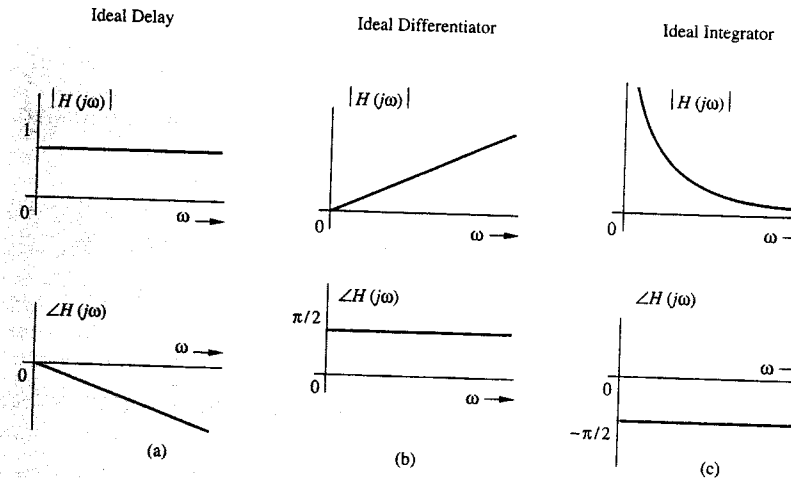 Ideal Delay
Ideal Differentiator
Ideal Integrator
|H (jω)|
1
0
ω →
|H (jω)|
0
ω →
|H (jω)|
0
ω
∠H (jω)
0
ω →
(a)
∠H (jω)
π/2
0
ω →
(b)
∠H (jω)
0
ω
−π/2
(c)